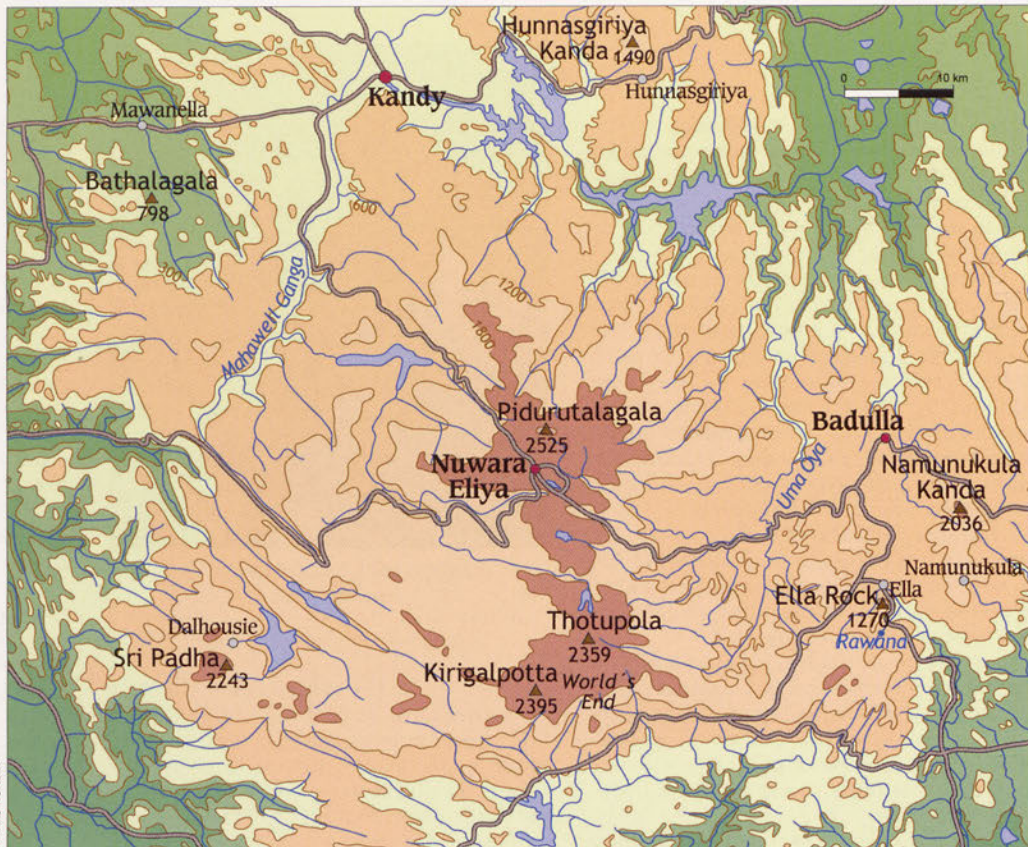 Hunnasgiriya
Kanda
1490
0
10 km
Kandy
Hunnasgiriya
Mawanella
Bathalagala
798
600
300
Mahaweti Ganga
1200
1800
Pidurutalagala
2525
Nuwara
Eliya
Badulla
Uma Oya
Namunukula
Kanda
2036
Namunukula
Ella
Ella Rock
1270
Rawana
Dalhousie
Sri Padha
2243
Thotupola
2359
Kirigalpotta
2395
World´s
End